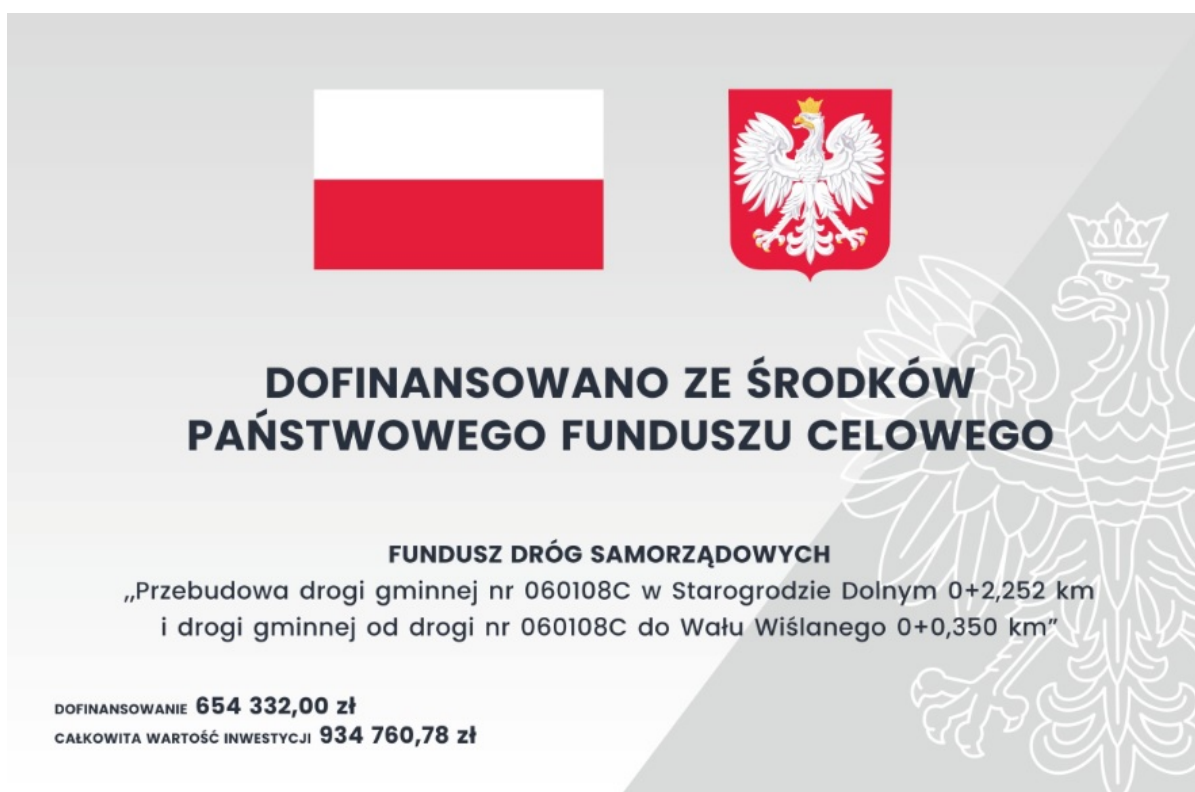 DOFINANSOWANO ZE ŚRODKÓW
PAŃSTWOWEGO FUNDUSZU CELOWEGO
FUNDUSZ DRÓG SAMORZĄDOWYCH
„Przebudowa drogi gminnej nr 060108C w Starogrodzie Dolnym 0+2,252 km
i drogi gminnej od drogi nr 060108C do Wału Wiślanego 0+0,350 km”
DOFINANSOWANIE 654 332,00 zł
CAŁKOWITA WARTOŚĆ INWESTYCJI 934 760,78 zł